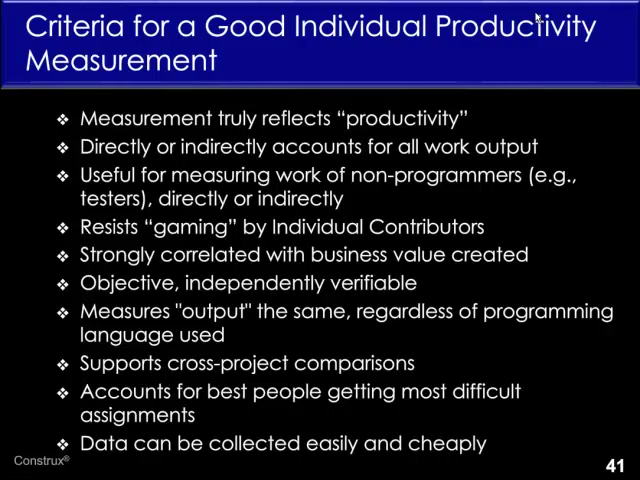 Criteria for a Good Individual Productivity
Measurement
❖ Measurement truly reflects “productivity”
❖ Directly or indirectly accounts for all work output
❖ Useful for measuring work of non-programmers (e.g.,
testers), directly or indirectly
❖ Resists “gaming” by Individual Contributors
❖ Strongly correlated with business value created
❖ Objective, independently verifiable
❖ Measures "output" the same, regardless of programming
language used
❖ Supports cross-project comparisons
❖ Accounts for best people getting most difficult
assignments
❖ Data can be collected easily and cheaply
Construx®
41